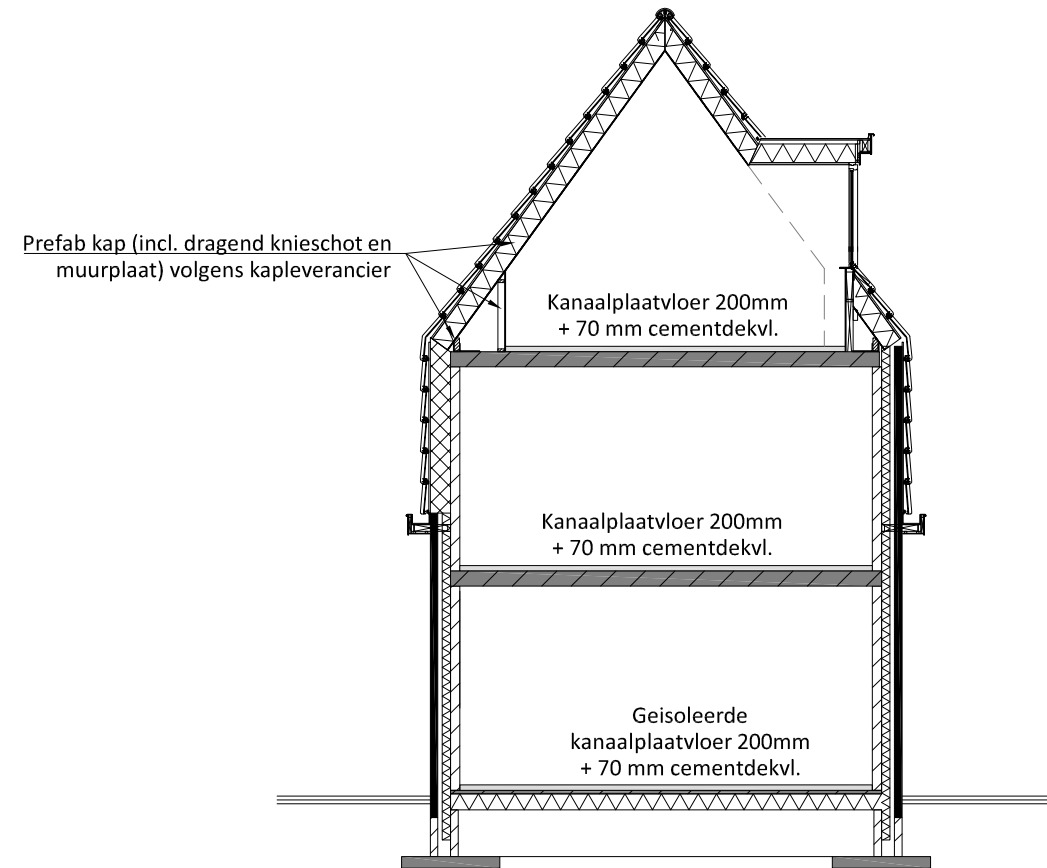 Prefab kap (incl. dragend knieschot en
muurplaat) volgens kapleverancier
Kanaalplaatvloer 200mm
+ 70 mm cementdekvl.
Kanaalplaatvloer 200mm
+ 70 mm cementdekvl.
Geisoleerde
kanaalplaatvloer 200mm
+ 70 mm cementdekvl.